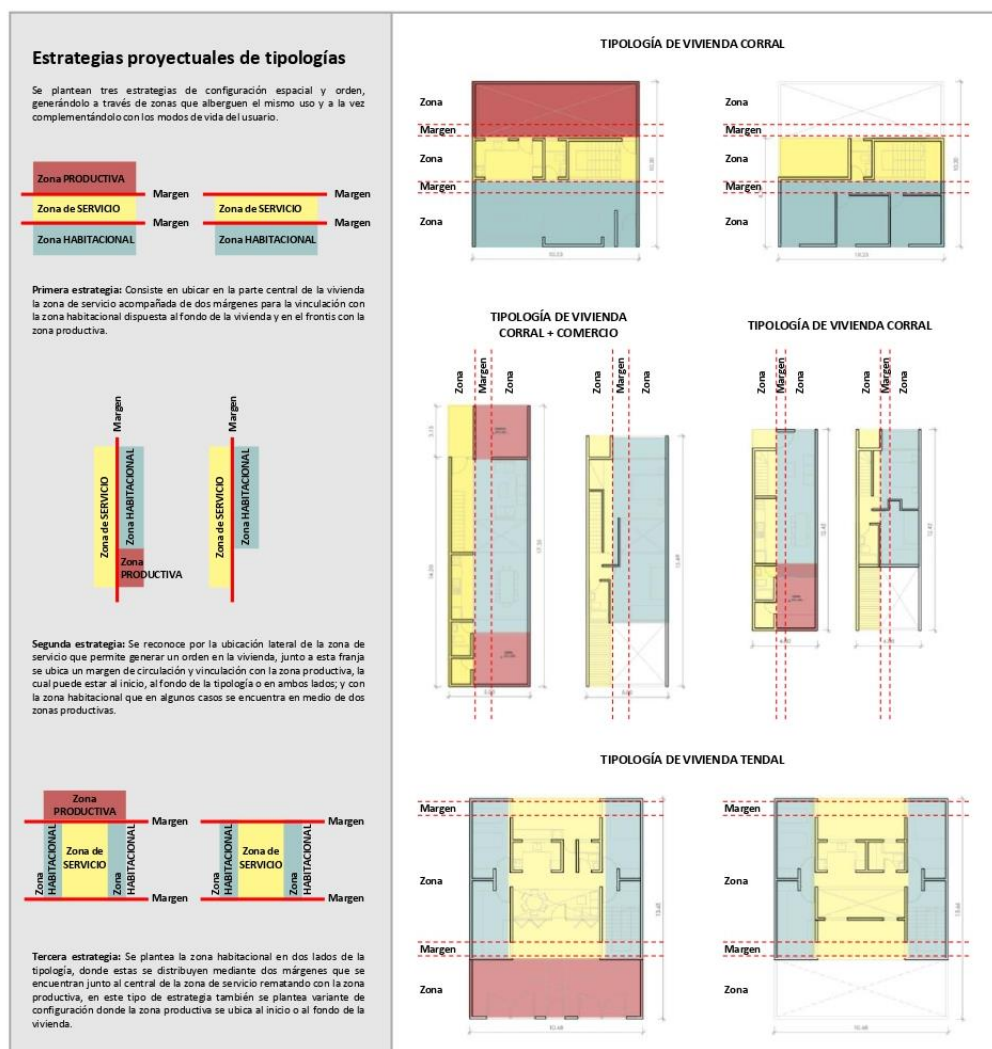 Estrategias proyectuales de tipologías
Se plantean tres estrategias de configuración espacial y orden,
generándolo a través de zonas que alberguen el mismo uso y a la vez
complementándolo con los modos de vida del usuario.
Zona PRODUCTIVA
Margen
Margen
Zona de SERVICIO
Zona de SERVICIO
Margen
Margen
Zona HABITACIONAL
Zona HABITACIONAL
Primera estrategia: Consiste en ubicar en la parte central de la vivienda
la zona de servicio acompañada de dos márgenes para la vinculación con
la zona habitacional dispuesta al fondo de la vivienda y en el frontis con la
zona productiva.
Margen
Margen
Zona de SERVICIO
Zona HABITACIONAL
Zona
PRODUCTIVA
Zona de SERVICIO
Zona HABITACIONAL
Segunda estrategia: Se reconoce por la ubicación lateral de la zona de
servicio que permite generar un orden en la vivienda, junto a esta franja
se ubica un margen de circulación y vinculación con la zona productiva, la
cual puede estar al inicio, al fondo de la tipología o en ambos lados; y con
la zona habitacional que en algunos casos se encuentra en medio de dos
zonas productivas.
Zona
PRODUCTIVA
Margen
Margen
Zona
HABITACIONAL
Zona de
SERVICIO
Zona
HABITACIONAL
Zona
HABITACIONAL
Zona de
SERVICIO
Zona
HABITACIONAL
Margen
Margen
Tercera estrategia: Se plantea la zona habitacional en dos lados de la
tipología, donde estas se distribuyen mediante dos márgenes que se
encuentran junto al central de la zona de servicio rematando con la zona
productiva, en este tipo de estrategia también se plantea variante de
configuración donde la zona productiva se ubica al inicio o al fondo de la
vivienda.
TIPOLOGÍA DE VIVIENDA CORRAL
Zona
Margen
Zona
Margen
Zona
10.30
Zona
Margen
Zona
Margen
Zona
10.30
TIPOLOGÍA DE VIVIENDA
CORRAL + COMERCIO
Zona
Margen
Zona
Zona
Margen
Zona
TIPOLOGÍA DE VIVIENDA CORRAL
Zona
Margen
Zona
Zona
Margen
Zona
TIPOLOGÍA DE VIVIENDA TENDAL
Margen
Zona
Margen
Zona
10.48
Margen
Zona
Margen
Zona
10.48